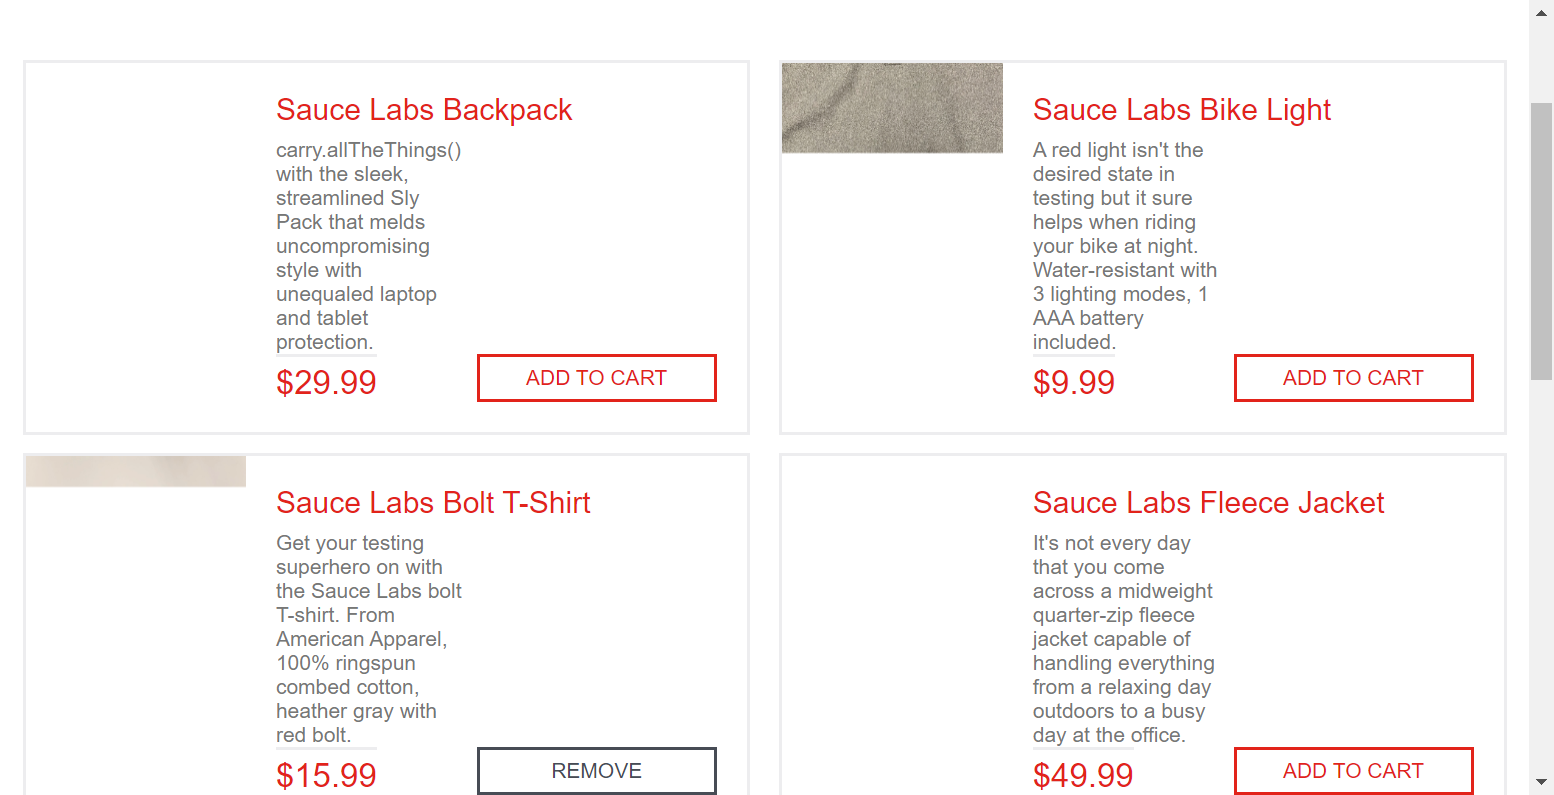 Sauce Labs Backpack
carry.allTheThings()
with the sleek,
streamlined Sly
Pack that melds
uncompromising
style with
unequaled laptop
and tablet
protection.
$29.99
ADD TO CART
Sauce Labs Bike Light
A red light isn't the
desired state in
testing but it sure
helps when riding
your bike at night.
Water-resistant with
3 lighting modes, 1
AAA battery
included.
$9.99
ADD TO CART
Sauce Labs Bolt T-Shirt
Get your testing
superhero on with
the Sauce Labs bolt
T-shirt. From
American Apparel,
100% ringspun
combed cotton,
heather gray with
red bolt.
$15.99
REMOVE
Sauce Labs Fleece Jacket
It's not every day
that you come
across a midweight
quarter-zip fleece
jacket capable of
handling everything
from a relaxing day
outdoors to a busy
day at the office.
$49.99
ADD TO CART